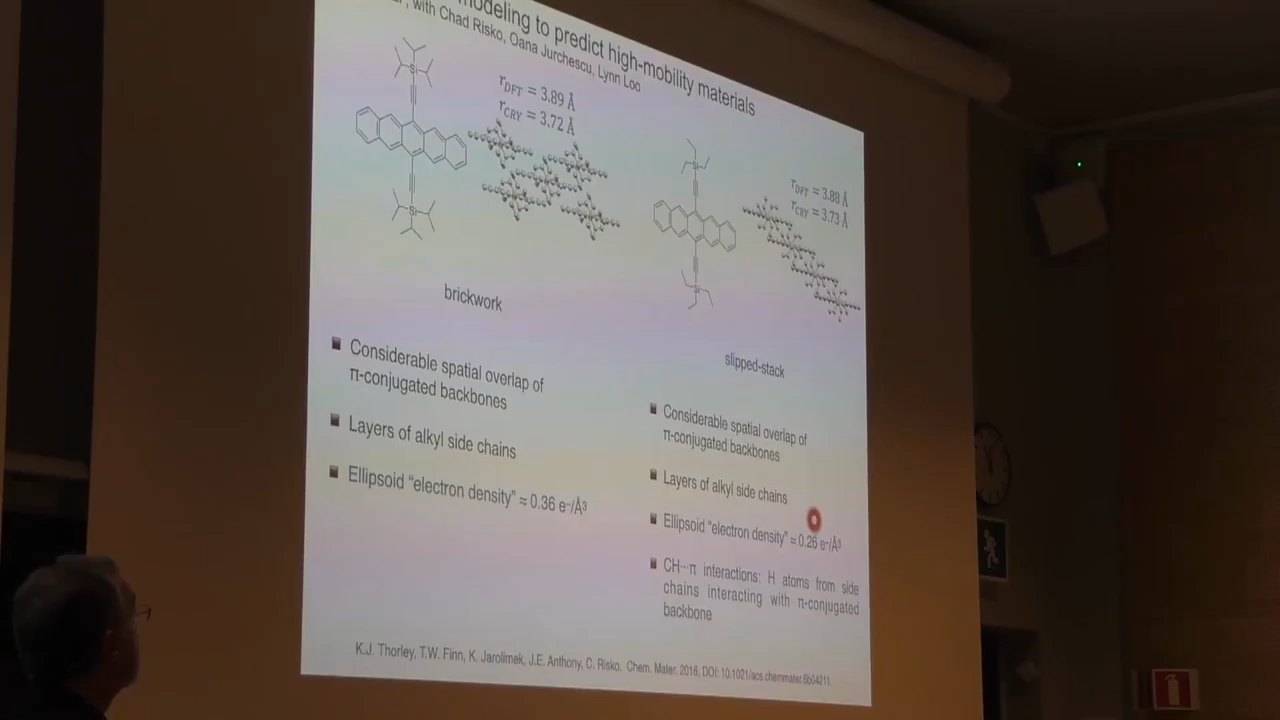 modeling to predict high-mobility materials
with Chad Risko, Oana Jurchescu, Lynn Loo
Si
Si
r_DFT = 3.89 Å
r_CRY = 3.72 Å
brickwork
■ Considerable spatial overlap of
π-conjugated backbones
■ Layers of alkyl side chains
■ Ellipsoid “electron density” ≈ 0.36 e⁻/Å³
Si
Si
r_DFT = 3.88 Å
r_CRY = 3.73 Å
slipped-stack
■ Considerable spatial overlap of
π-conjugated backbones
■ Layers of alkyl side chains
■ Ellipsoid “electron density” ≈ 0.26 e⁻/Å³
■ CH···π interactions: H atoms from side
chains interacting with π-conjugated
backbone
K.J. Thorley, T.W. Finn, K. Jarolimek, J.E. Anthony, C. Risko, Chem. Mater. 2016, DOI: 10.1021/acs.chemmater.6b04211